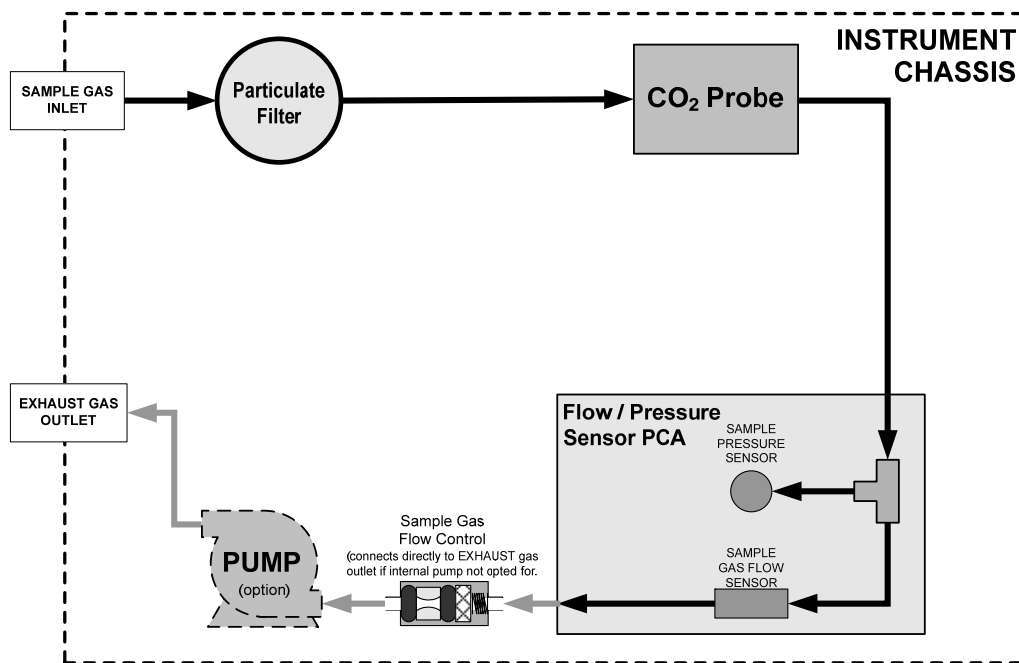 INSTRUMENT
CHASSIS
SAMPLE GAS
INLET
Particulate
Filter
CO₂ Probe
EXHAUST GAS
OUTLET
Flow / Pressure
Sensor PCA
SAMPLE
PRESSURE
SENSOR
Sample Gas
Flow Control
(connects directly to EXHAUST gas
outlet if internal pump not opted for.
PUMP
(option)
SAMPLE
GAS FLOW
SENSOR